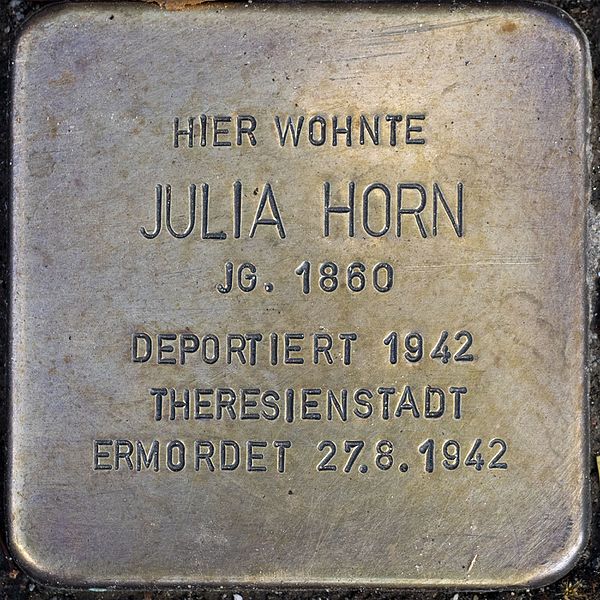 HIER WOHNTE
JULIA HORN
JG. 1860
DEPORTIERT 1942
THERESIENSTADT
ERMORDET 27.8.1942